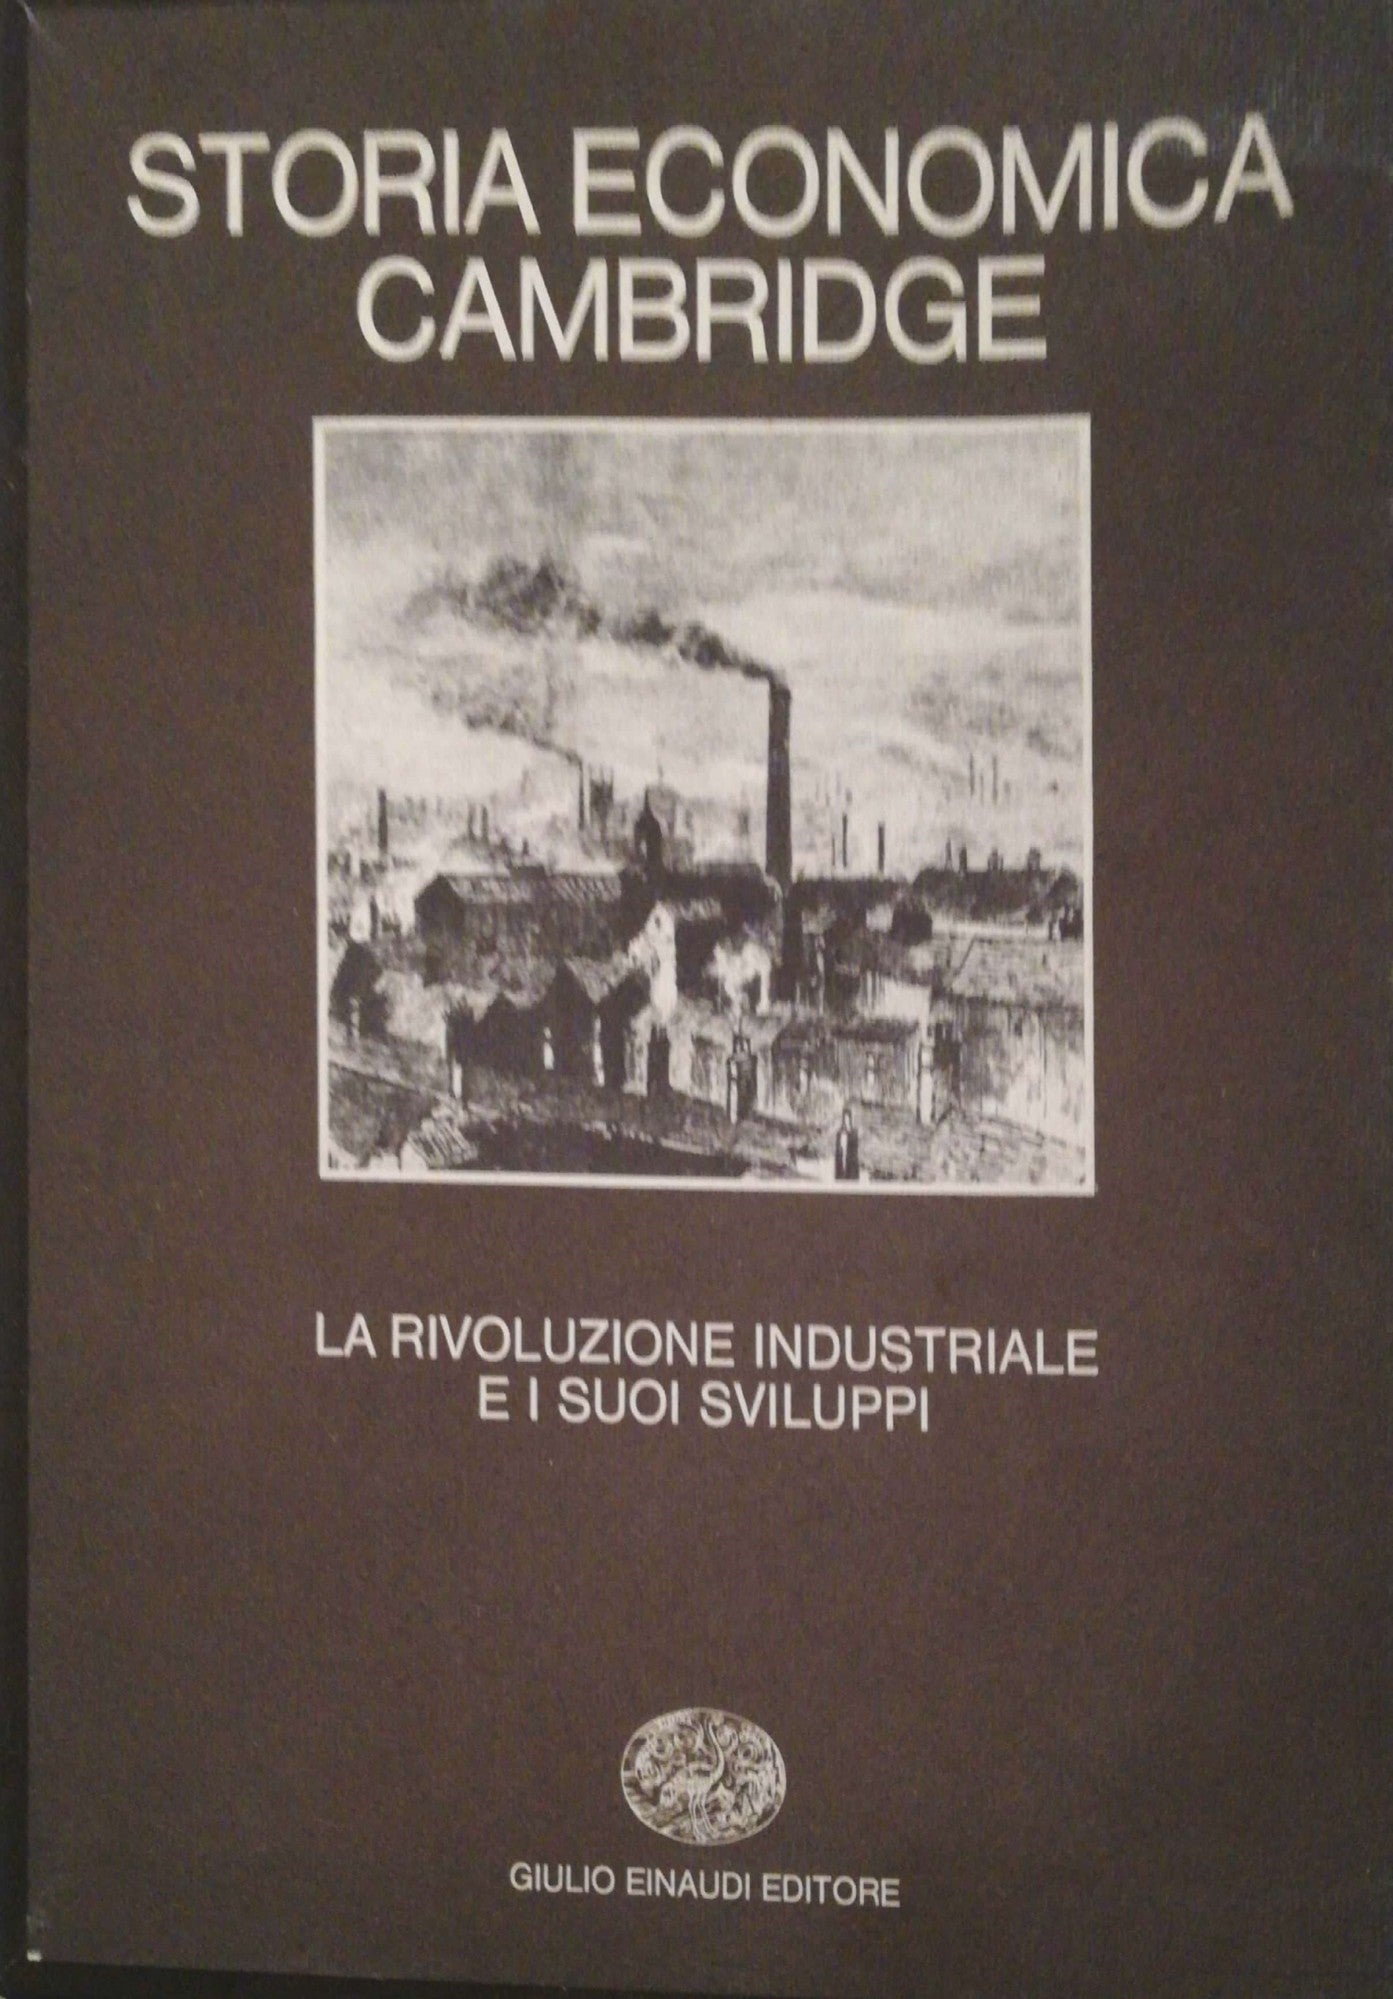 STORIA ECONOMICA
CAMBRIDGE
LA RIVOLUZIONE INDUSTRIALE
E I SUOI SVILUPPI
GIULIO EINAUDI EDITORE